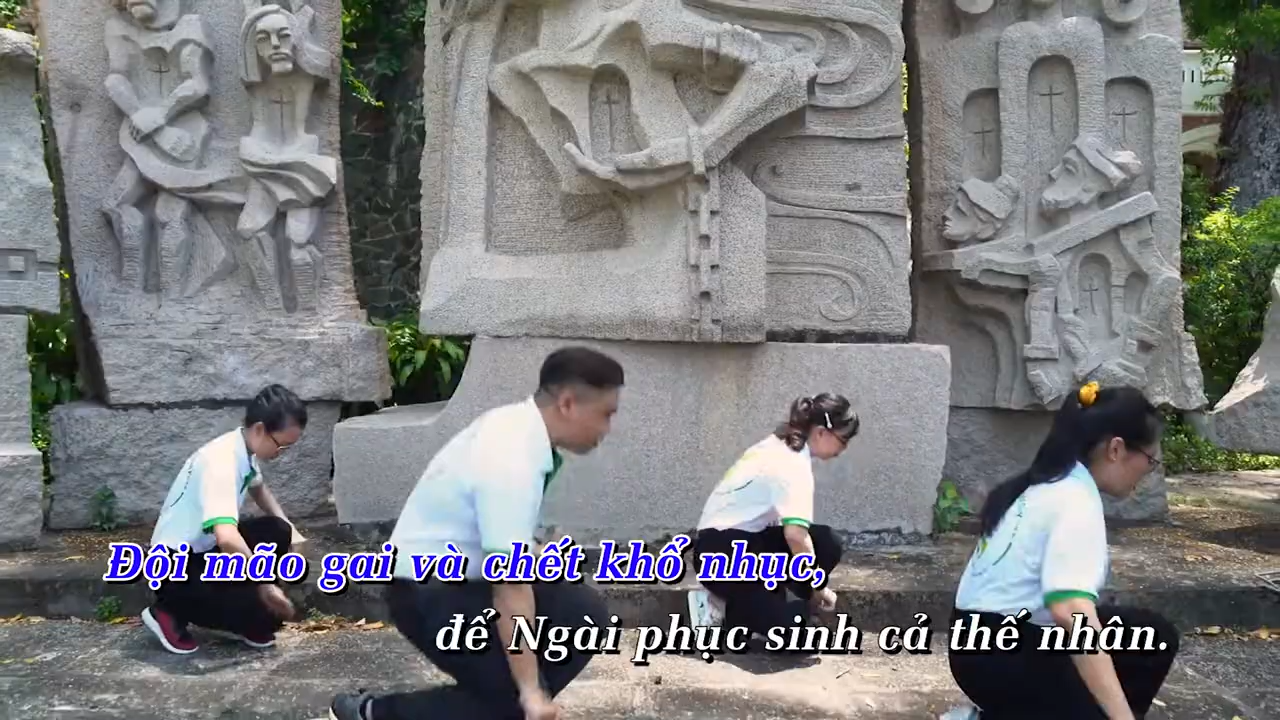 Đội mão gai và chết khổ nhục,
để Ngài phục sinh cả thế nhân.